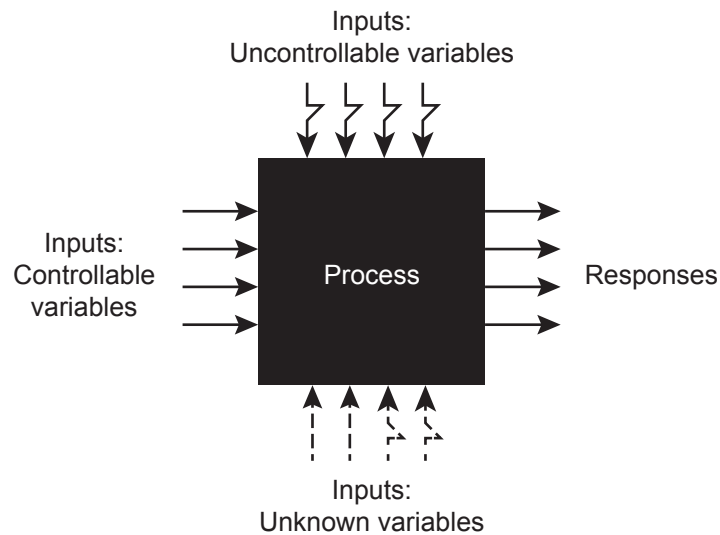 Inputs:
Uncontrollable variables
Inputs:
Controllable
variables
Process
Responses
Inputs:
Unknown variables